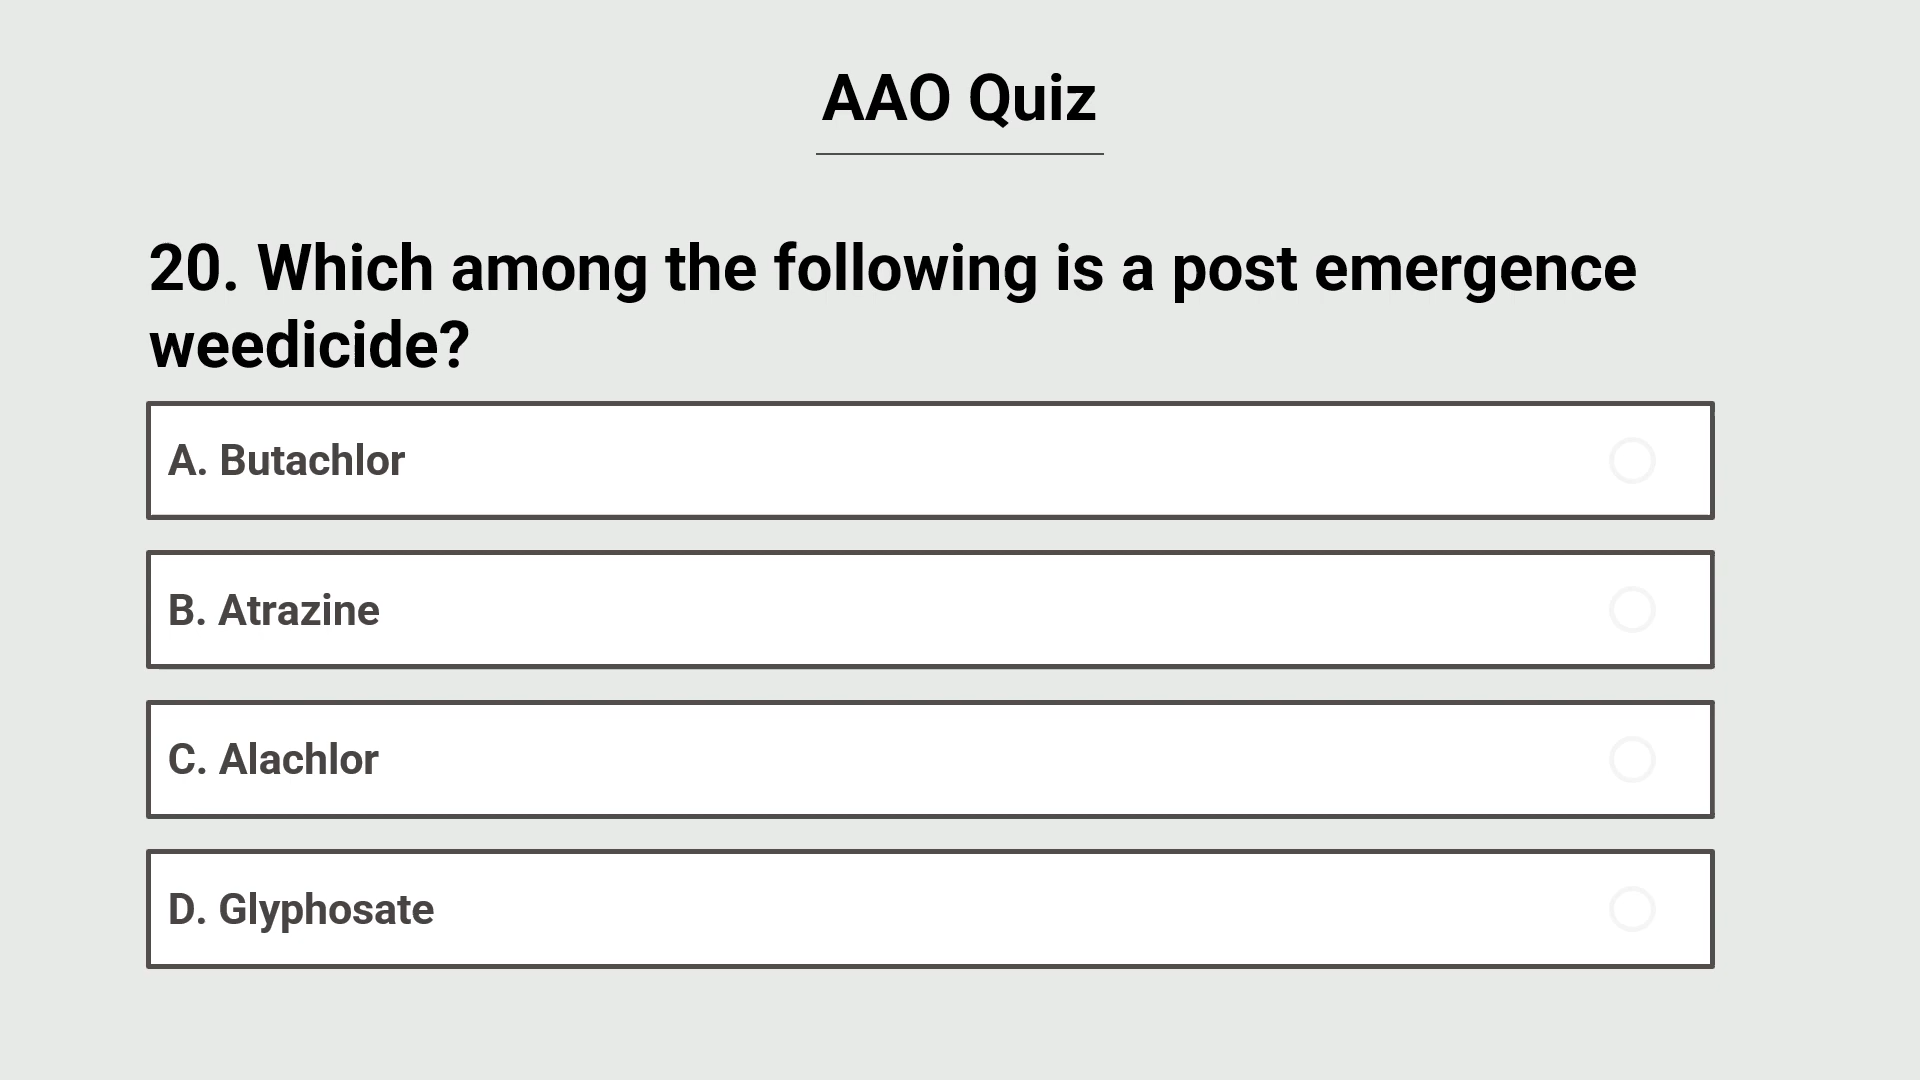 AAO Quiz
20. Which among the following is a post emergence
weedicide?
A. Butachlor
B. Atrazine
C. Alachlor
D. Glyphosate